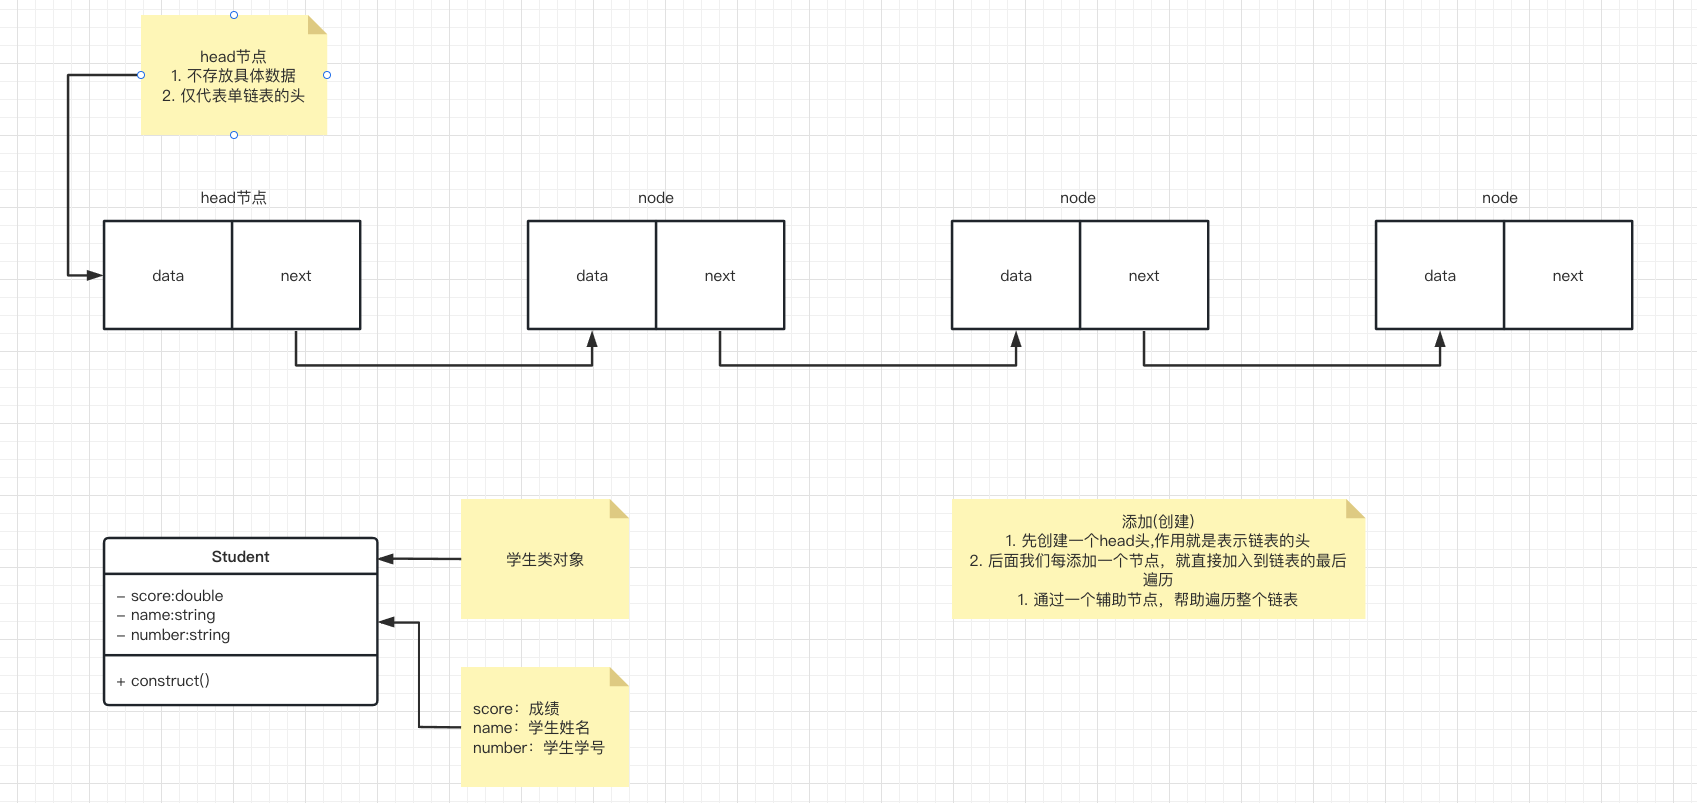 head节点
1. 不存放具体数据
2. 仅代表单链表的头
head节点
node
node
node
data
next
data
next
data
next
data
next
Student
– score:double
– name:string
– number:string
+ construct()
学生类对象
score：成绩
name：学生姓名
number：学生学号
添加(创建)
1. 先创建一个head头,作用就是表示链表的头
2. 后面我们每添加一个节点，就直接加入到链表的最后
遍历
1. 通过一个辅助节点，帮助遍历整个链表